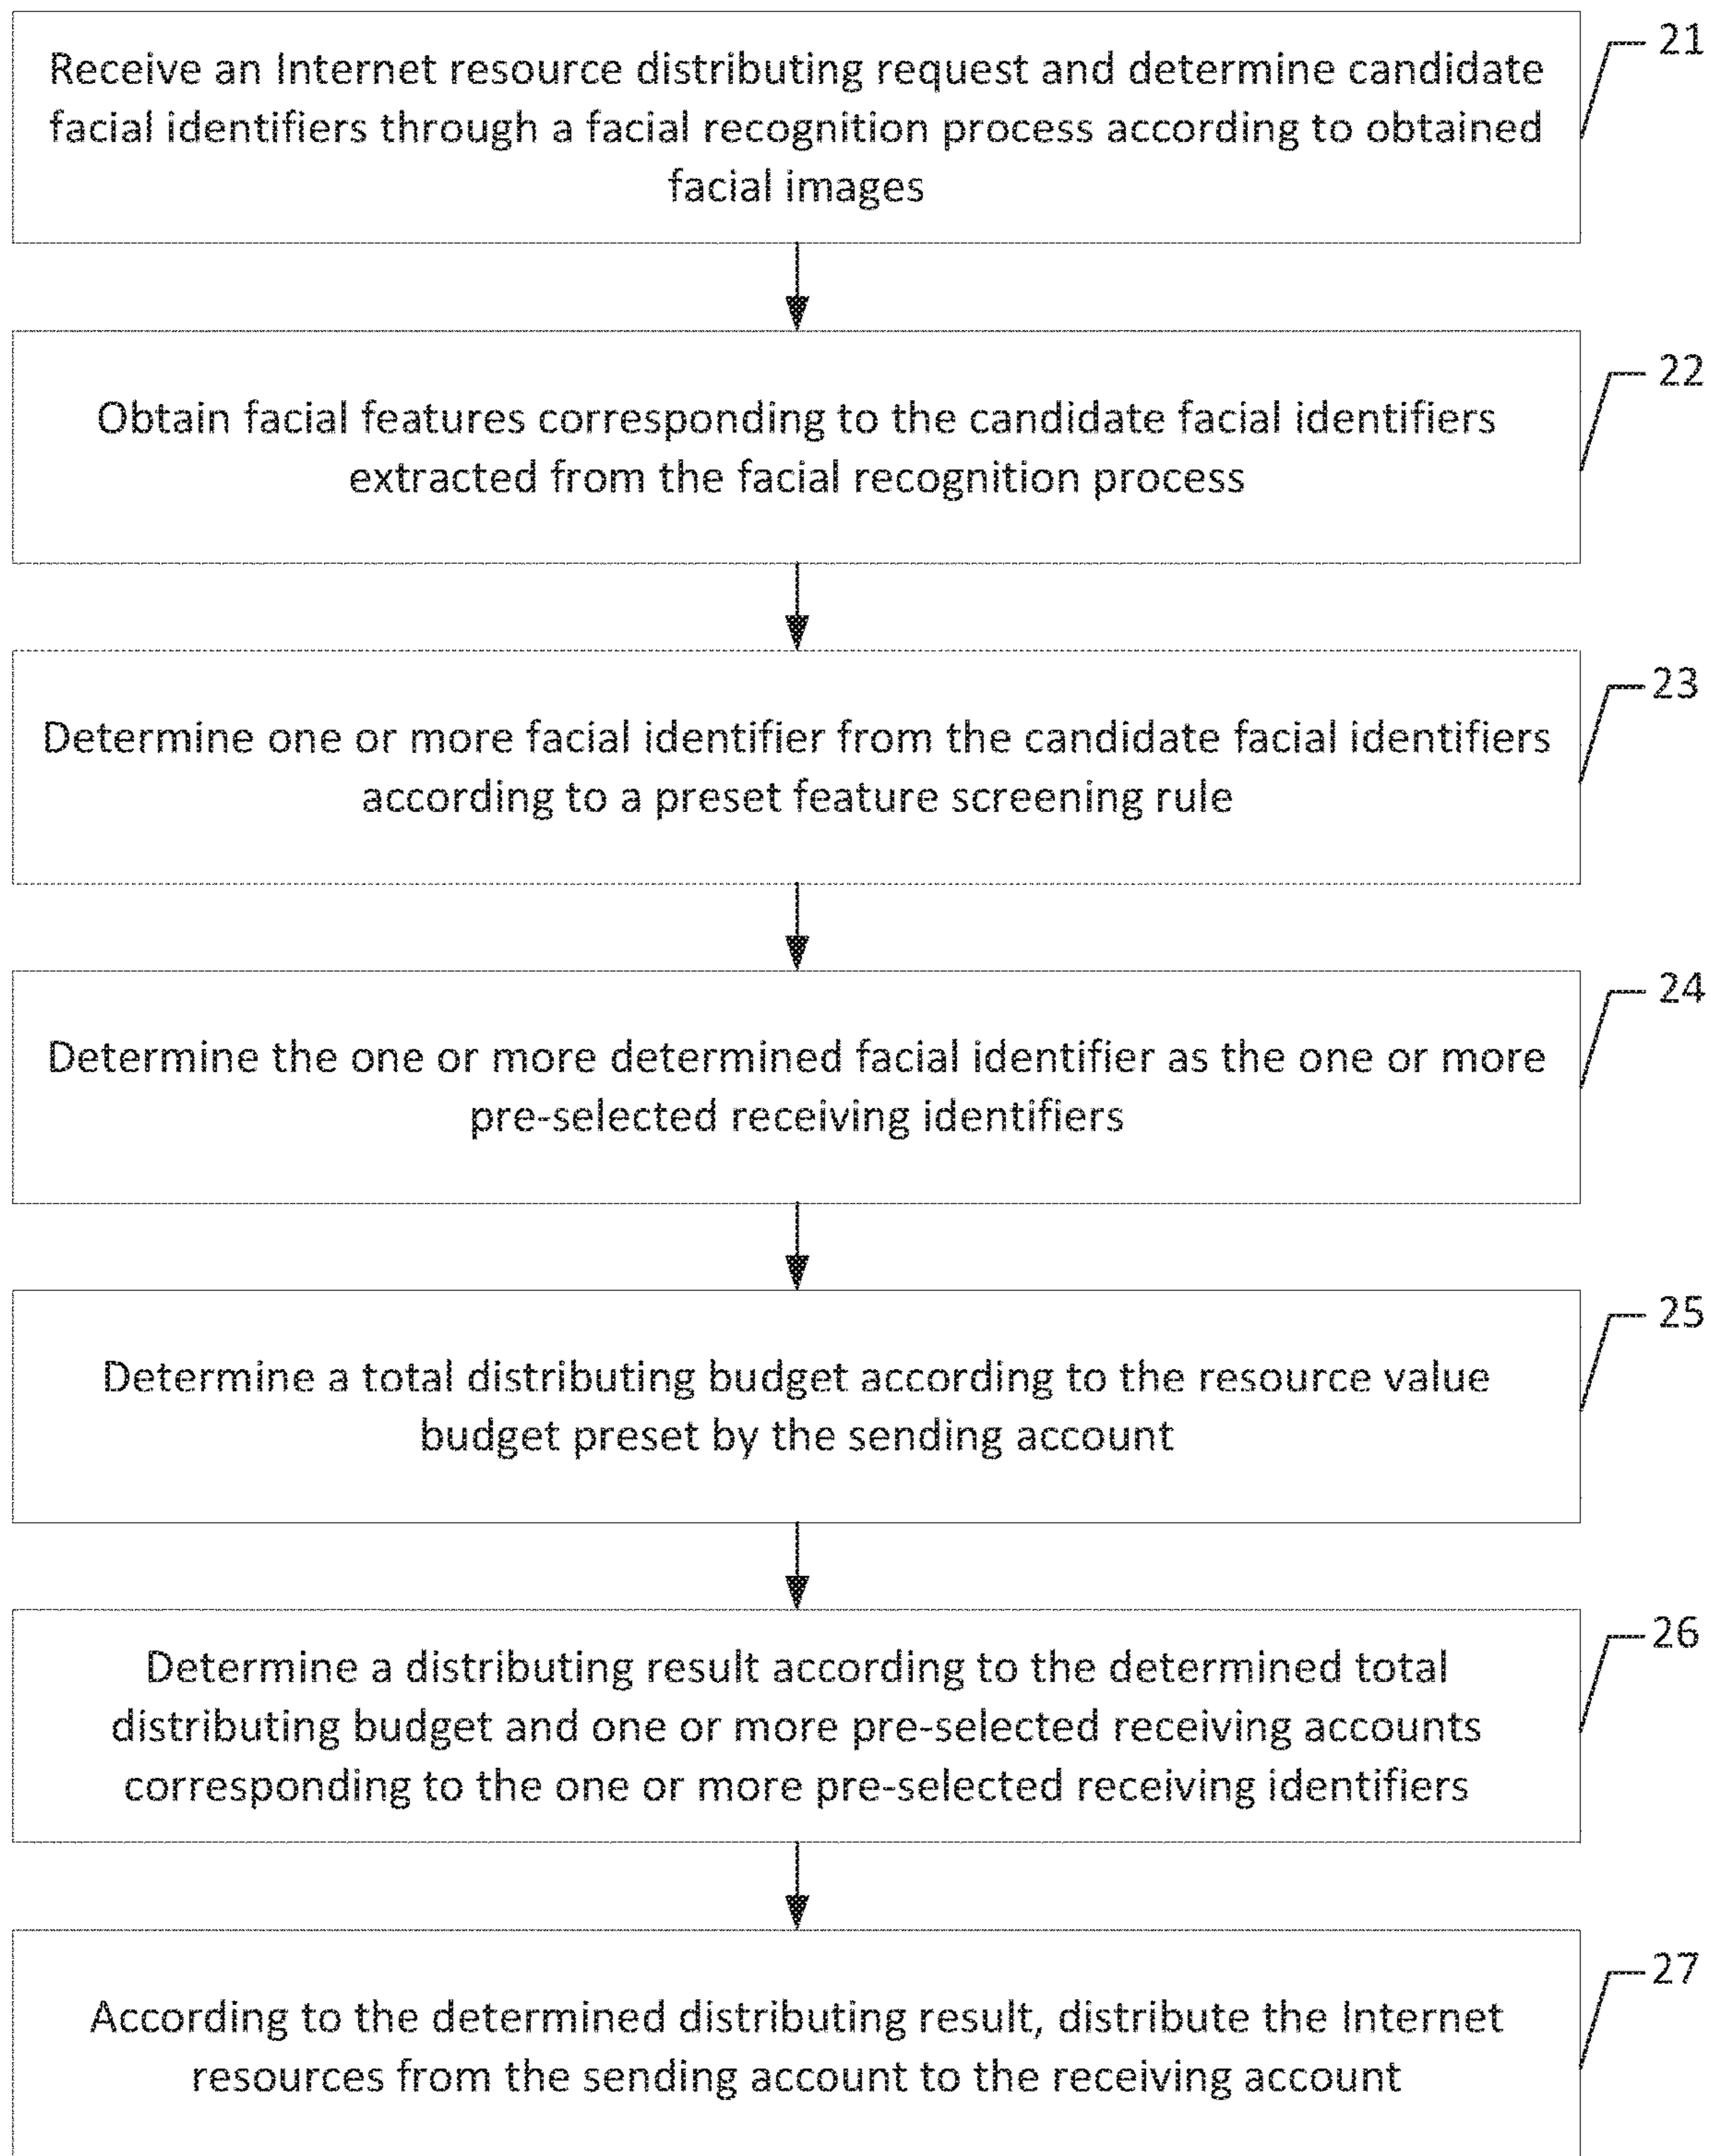 21
Receive an Internet resource distributing request and determine candidate
facial identifiers through a facial recognition process according to obtained
facial images
22
Obtain facial features corresponding to the candidate facial identifiers
extracted from the facial recognition process
23
Determine one or more facial identifier from the candidate facial identifiers
according to a preset feature screening rule
24
Determine the one or more determined facial identifier as the one or more
pre-selected receiving identifiers
25
Determine a total distributing budget according to the resource value
budget preset by the sending account
26
Determine a distributing result according to the determined total
distributing budget and one or more pre-selected receiving accounts
corresponding to the one or more pre-selected receiving identifiers
27
According to the determined distributing result, distribute the Internet
resources from the sending account to the receiving account